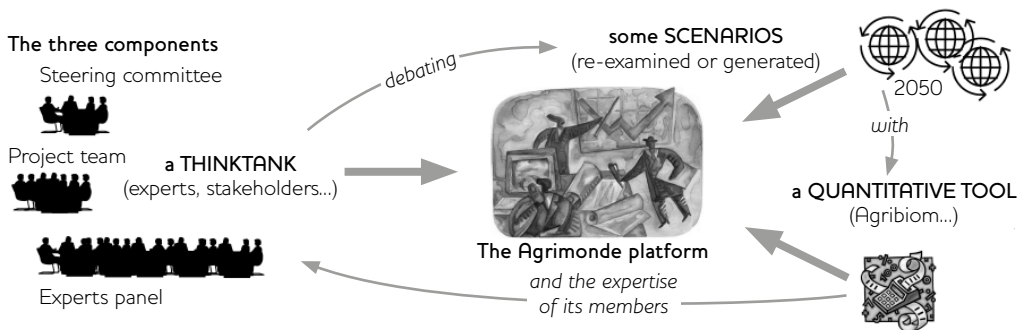 The three components
Steering committee
Project team
Experts panel
a THINKTANK
(experts, stakeholders...)
debating
some SCENARIOS
(re-examined or generated)
2050
with
a QUANTITATIVE TOOL
(Agribiom...)
The Agrimonde platform
and the expertise
of its members